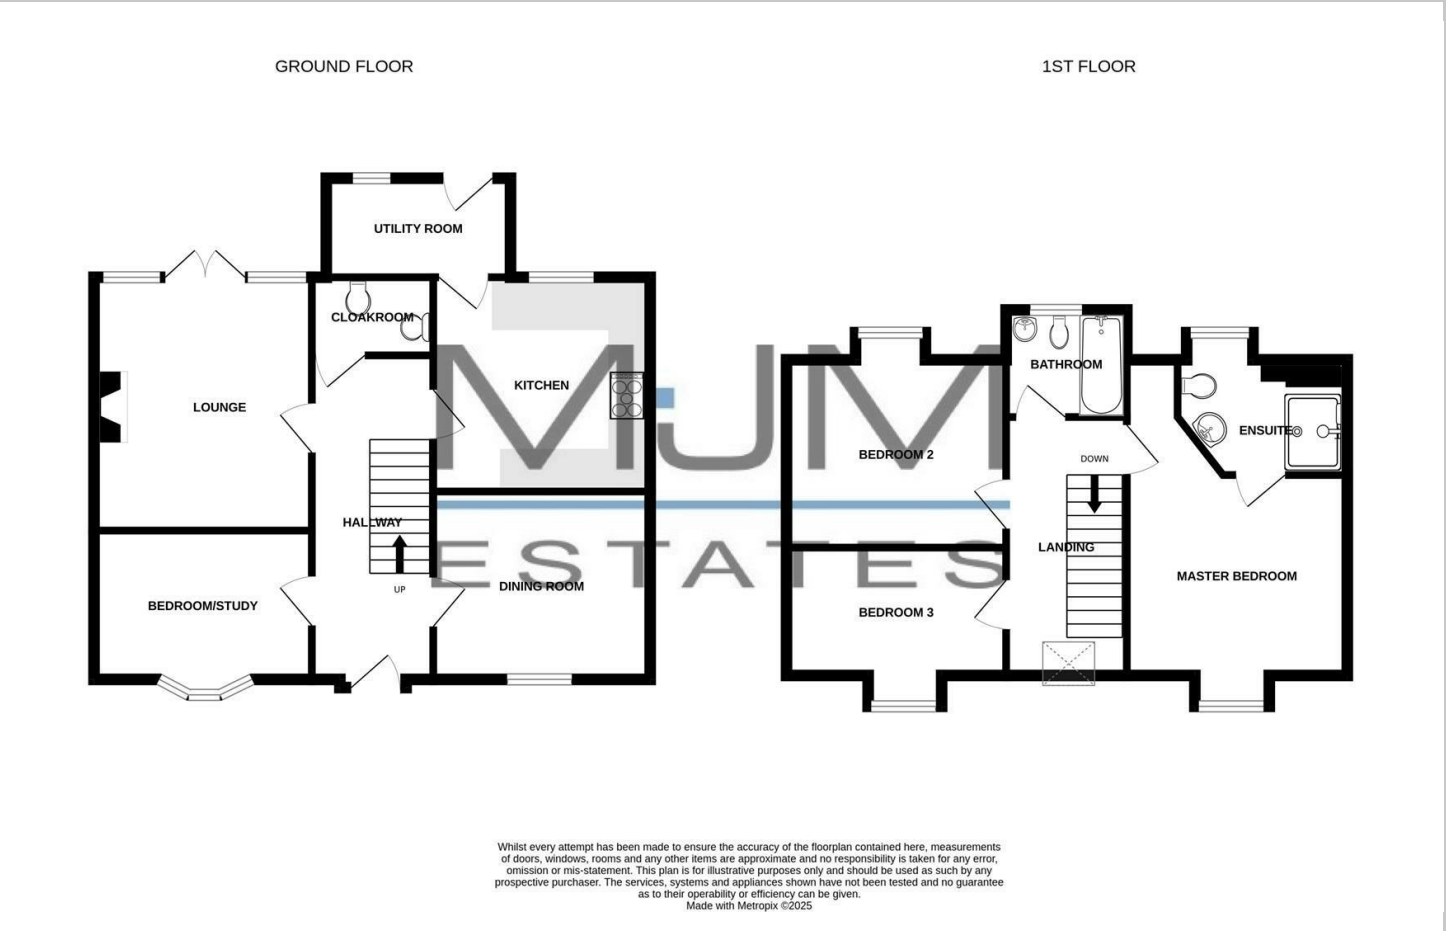 GROUND FLOOR
1ST FLOOR
UTILITY ROOM
CLOAKROOM
KITCHEN
LOUNGE
HALLWAY
UP
BEDROOM/STUDY
DINING ROOM
MJM
ESTATES
BATHROOM
ENSUITE
BEDROOM 2
DOWN
LANDING
MASTER BEDROOM
BEDROOM 3
Whilst every attempt has been made to ensure the accuracy of the floorplan contained here, measurements
of doors, windows, rooms and any other items are approximate and no responsibility is taken for any error,
omission or mis-statement. This plan is for illustrative purposes only and should be used as such by any
prospective purchaser. The services, systems and appliances shown have not been tested and no guarantee
as to their operability or efficiency can be given.
Made with Metropix ©2025